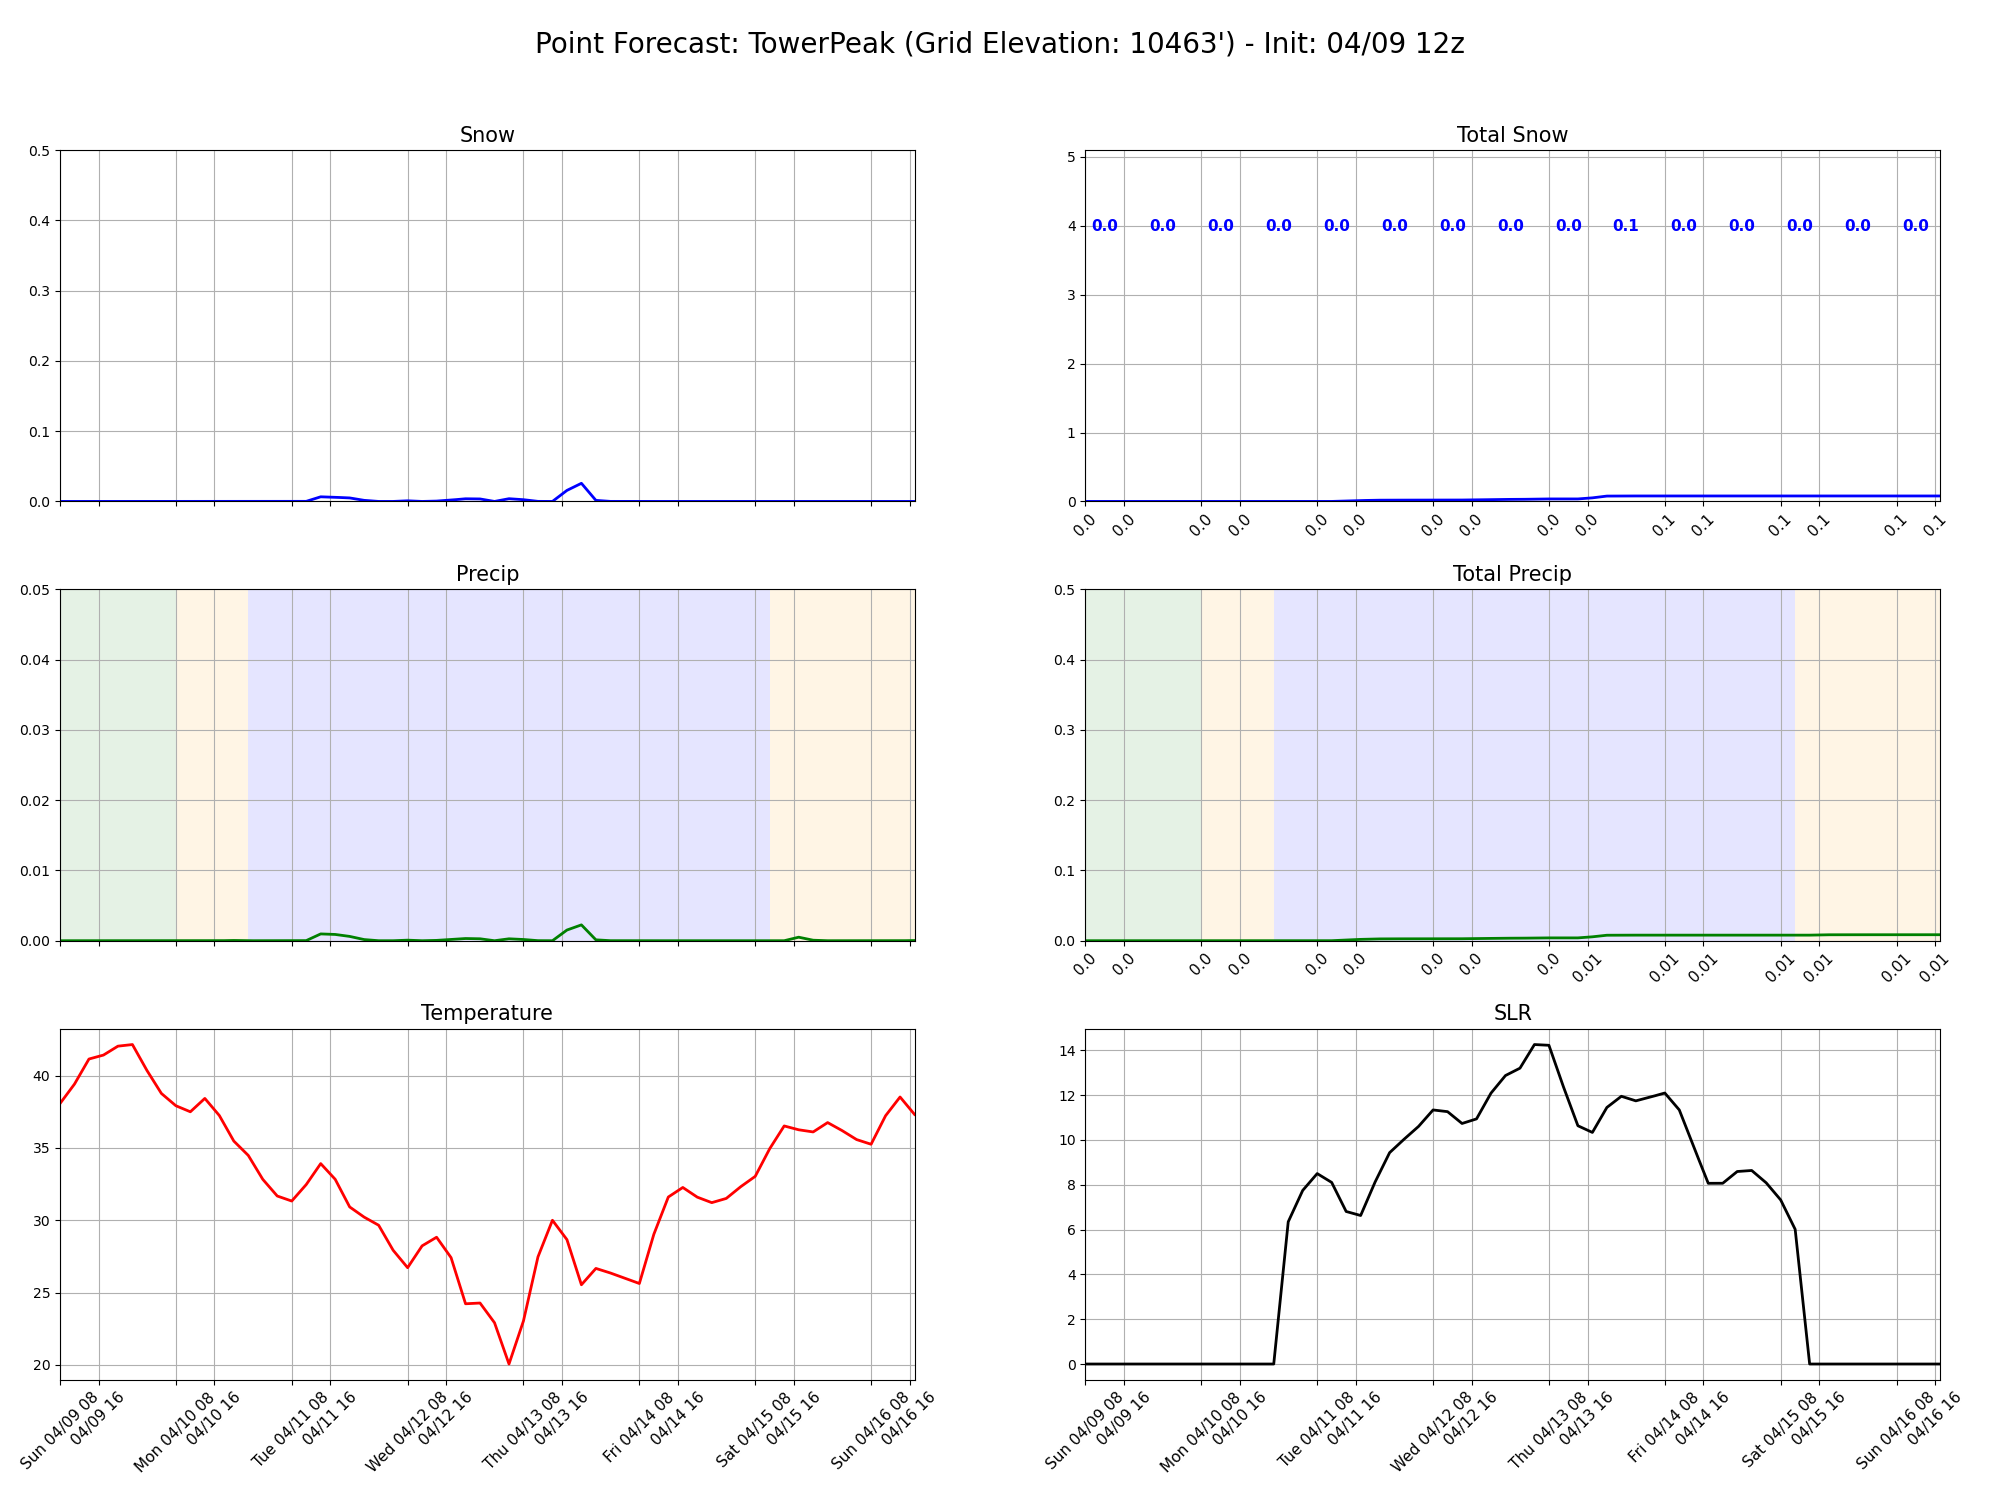 Point Forecast: TowerPeak (Grid Elevation: 10463') - Init: 04/09 12z
Snow
0.5
0.4
0.3
0.2
0.1
0.0
Total Snow
5
4
3
2
1
0
0.0 0.0 0.0 0.0 0.0 0.0 0.0 0.0 0.0 0.1 0.0 0.0 0.0 0.0 0.0
0.0 0.0 0.0 0.0 0.0 0.0 0.0 0.0 0.0 0.0 0.1 0.1 0.1 0.1 0.1 0.1
Precip
0.05
0.04
0.03
0.02
0.01
0.00
Total Precip
0.5
0.4
0.3
0.2
0.1
0.0
0.0 0.0 0.0 0.0 0.0 0.0 0.0 0.0 0.0 0.01 0.01 0.01 0.01 0.01 0.01 0.01
Temperature
40
35
30
25
20
Sun 04/09 08
04/09 16
Mon 04/10 08
04/10 16
Tue 04/11 08
04/11 16
Wed 04/12 08
04/12 16
Thu 04/13 08
04/13 16
Fri 04/14 08
04/14 16
Sat 04/15 08
04/15 16
Sun 04/16 08
04/16 16
SLR
14
12
10
8
6
4
2
0
Sun 04/09 08
04/09 16
Mon 04/10 08
04/10 16
Tue 04/11 08
04/11 16
Wed 04/12 08
04/12 16
Thu 04/13 08
04/13 16
Fri 04/14 08
04/14 16
Sat 04/15 08
04/15 16
Sun 04/16 08
04/16 16